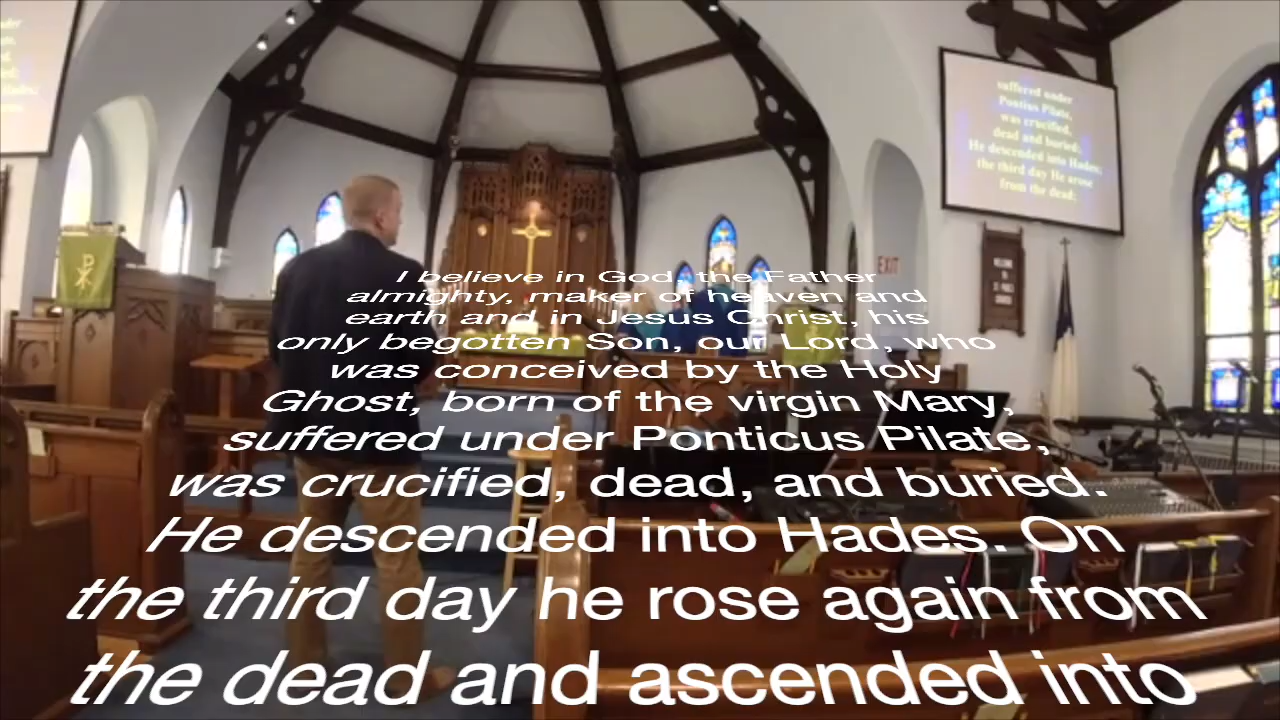 suffered under
Pontius Pilate,
was crucified,
dead and buried;
He descended into Hades;
the third day He arose
from the dead;
EXIT
I believe in God, the Father
almighty, maker of heaven and
earth and in Jesus Christ, his
only begotten Son, our Lord, who
was conceived by the Holy
Ghost, born of the virgin Mary,
suffered under Ponticus Pilate,
was crucified, dead, and buried.
He descended into Hades. On
the third day he rose again from
the dead and ascended into